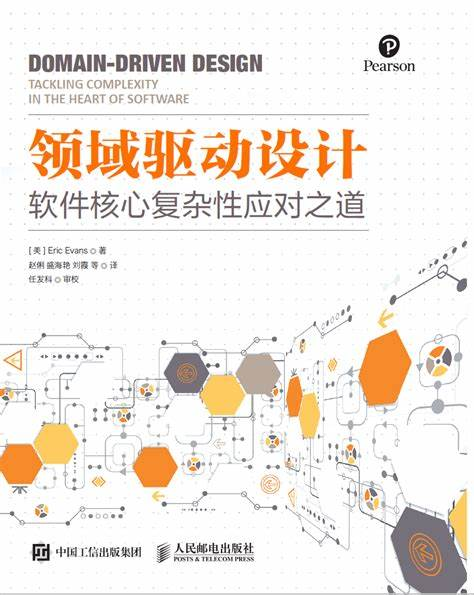 DOMAIN-DRIVEN DESIGN
TACKLING COMPLEXITY
IN THE HEART OF SOFTWARE
Pearson
领域驱动设计
软件核心复杂性应对之道
[美] Eric Evans 著
赵俐 盛海艳 刘霞 等 译
任发科 审校
中国工信出版集团
人民邮电出版社
POSTS & TELECOM PRESS